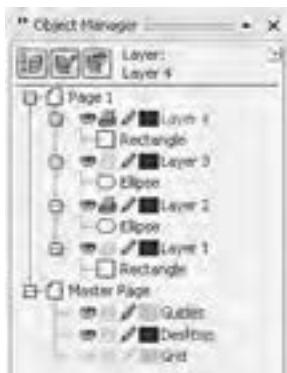 Object Manager
Layer:
Layer 4
Page 1
Layer 4
Rectangle
Layer 3
Ellipse
Layer 2
Ellipse
Layer 1
Rectangle
Master Page
Guides
Desktop
Grid